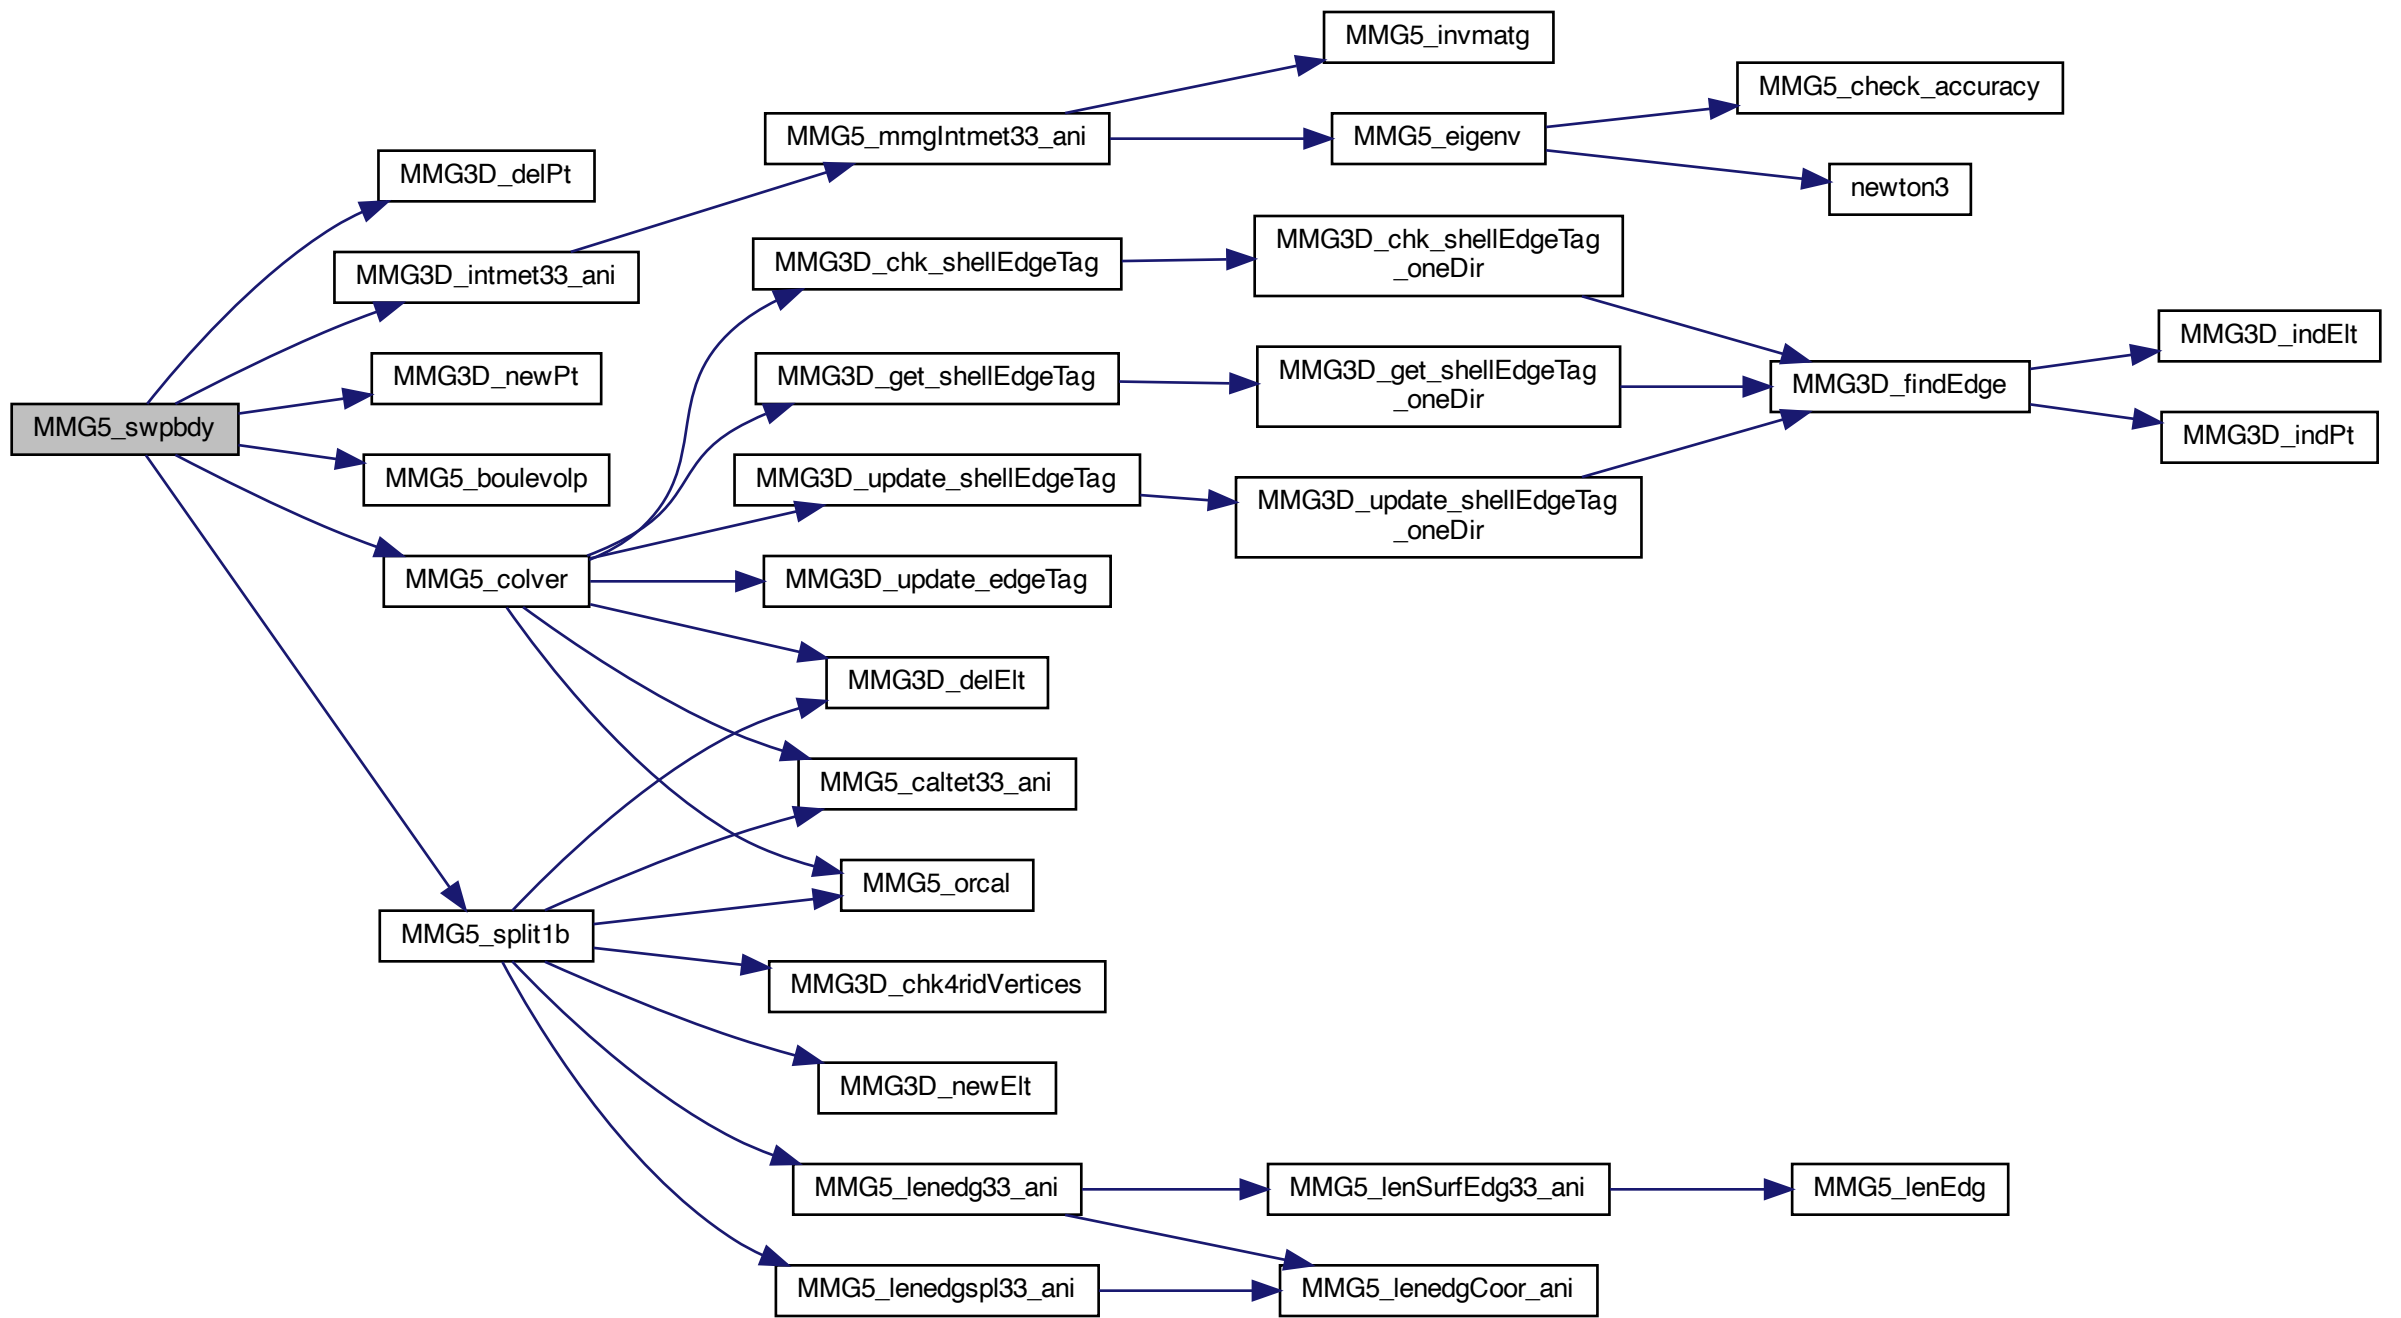 MMG5_swpbdy
MMG3D_delPt
MMG3D_intmet33_ani
MMG3D_newPt
MMG5_boulevolp
MMG5_colver
MMG5_split1b
MMG5_mmgIntmet33_ani
MMG3D_chk_shellEdgeTag
MMG3D_get_shellEdgeTag
MMG3D_update_shellEdgeTag
MMG3D_update_edgeTag
MMG3D_delElt
MMG5_caltet33_ani
MMG5_orcal
MMG3D_chk4ridVertices
MMG3D_newElt
MMG5_lenedg33_ani
MMG5_lenedgspl33_ani
MMG5_invmatg
MMG5_eigenv
MMG3D_chk_shellEdgeTag
_oneDir
MMG3D_get_shellEdgeTag
_oneDir
MMG3D_update_shellEdgeTag
_oneDir
MMG5_lenSurfEdg33_ani
MMG5_lenedgCoor_ani
MMG5_check_accuracy
newton3
MMG3D_findEdge
MMG5_lenEdg
MMG3D_indElt
MMG3D_indPt